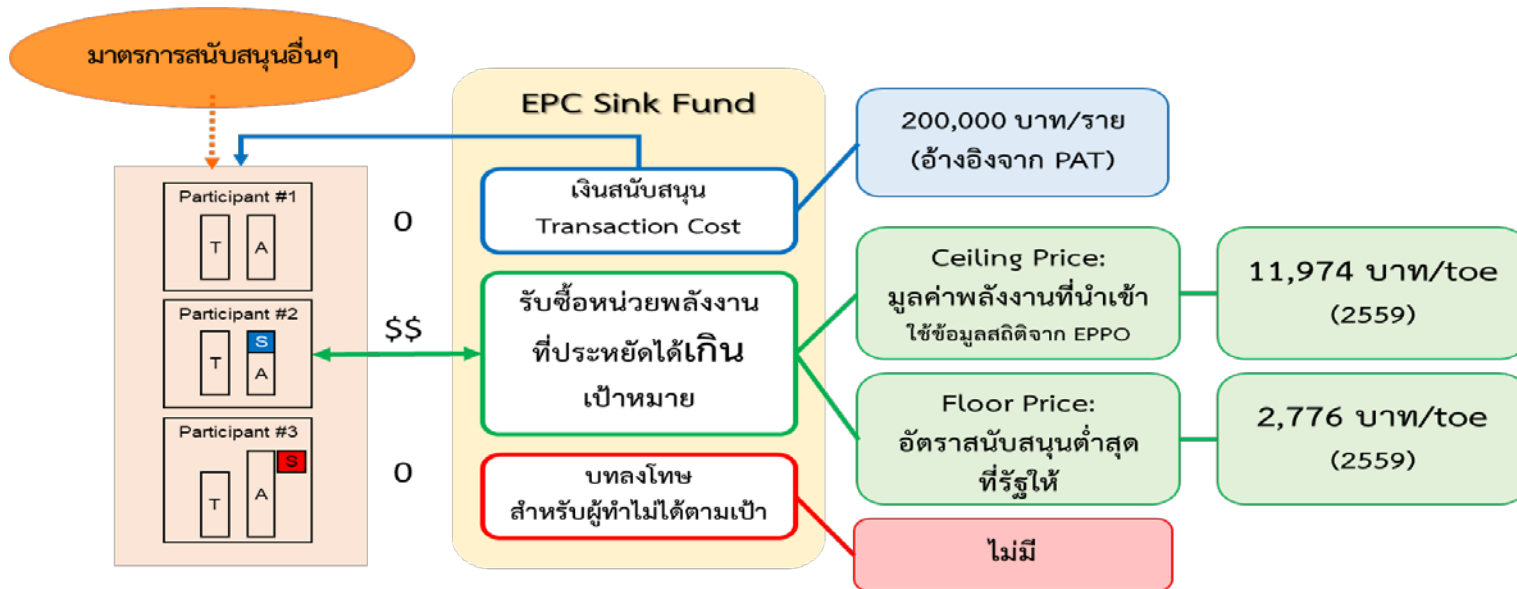 มาตรการสนับสนุนอื่นๆ
Participant #1
T A
0
Participant #2
T S
A
$$
Participant #3
T A S
0
EPC Sink Fund
เงินสนับสนุน
Transaction Cost
รับซื้อหน่วยพลังงาน
ที่ประหยัดได้เกิน
เป้าหมาย
บทลงโทษ
สำหรับผู้ทำไม่ได้ตามเป้า
200,000 บาท/ราย
(อ้างอิงจาก PAT)
Ceiling Price:
มูลค่าพลังงานที่นำเข้า
ใช้ข้อมูลสถิติจาก EPPO
11,974 บาท/toe
(2559)
Floor Price:
อัตราสนับสนุนต่ำสุด
ที่รัฐให้
2,776 บาท/toe
(2559)
ไม่มี